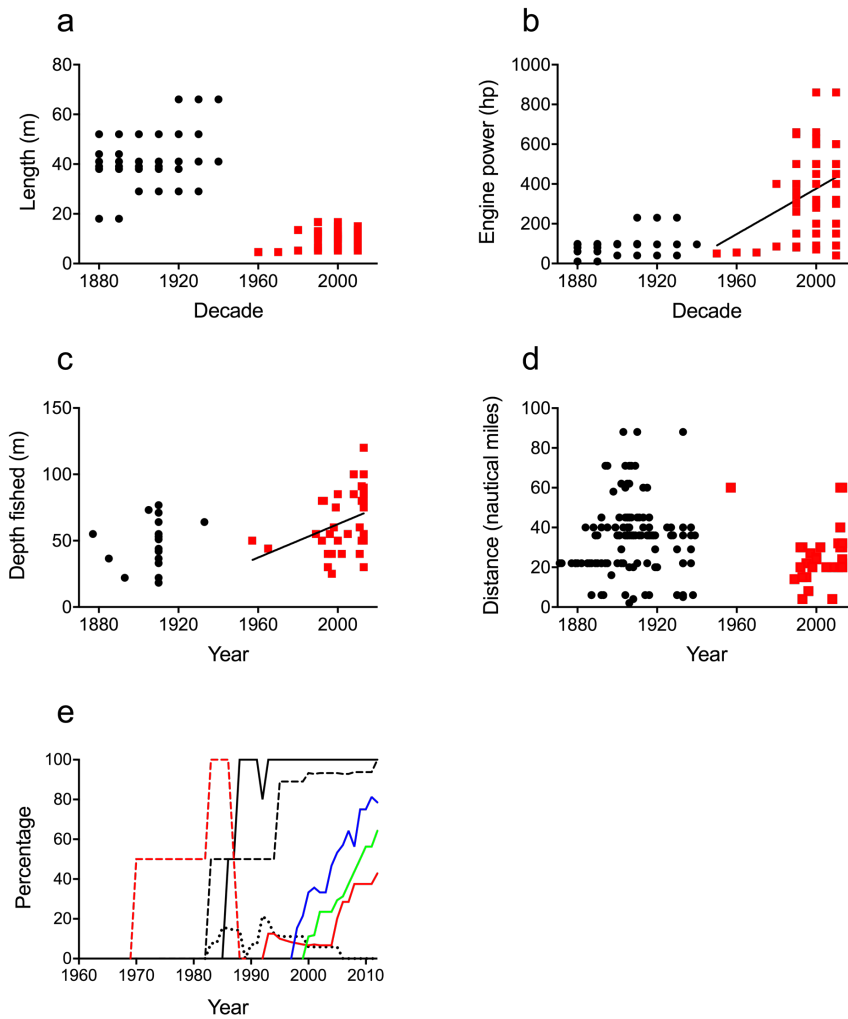 a
80
60
40
20
0
Length (m)
1880 1920 1960 2000
Decade
b
1000
800
600
400
200
0
Engine power (hp)
1880 1920 1960 2000
Decade
c
150
100
50
0
Depth fished (m)
1880 1920 1960 2000
Year
d
100
80
60
40
20
0
Distance (nautical miles)
1880 1920 1960 2000
Year
e
100
80
60
40
20
0
Percentage
1960 1970 1980 1990 2000 2010
Year